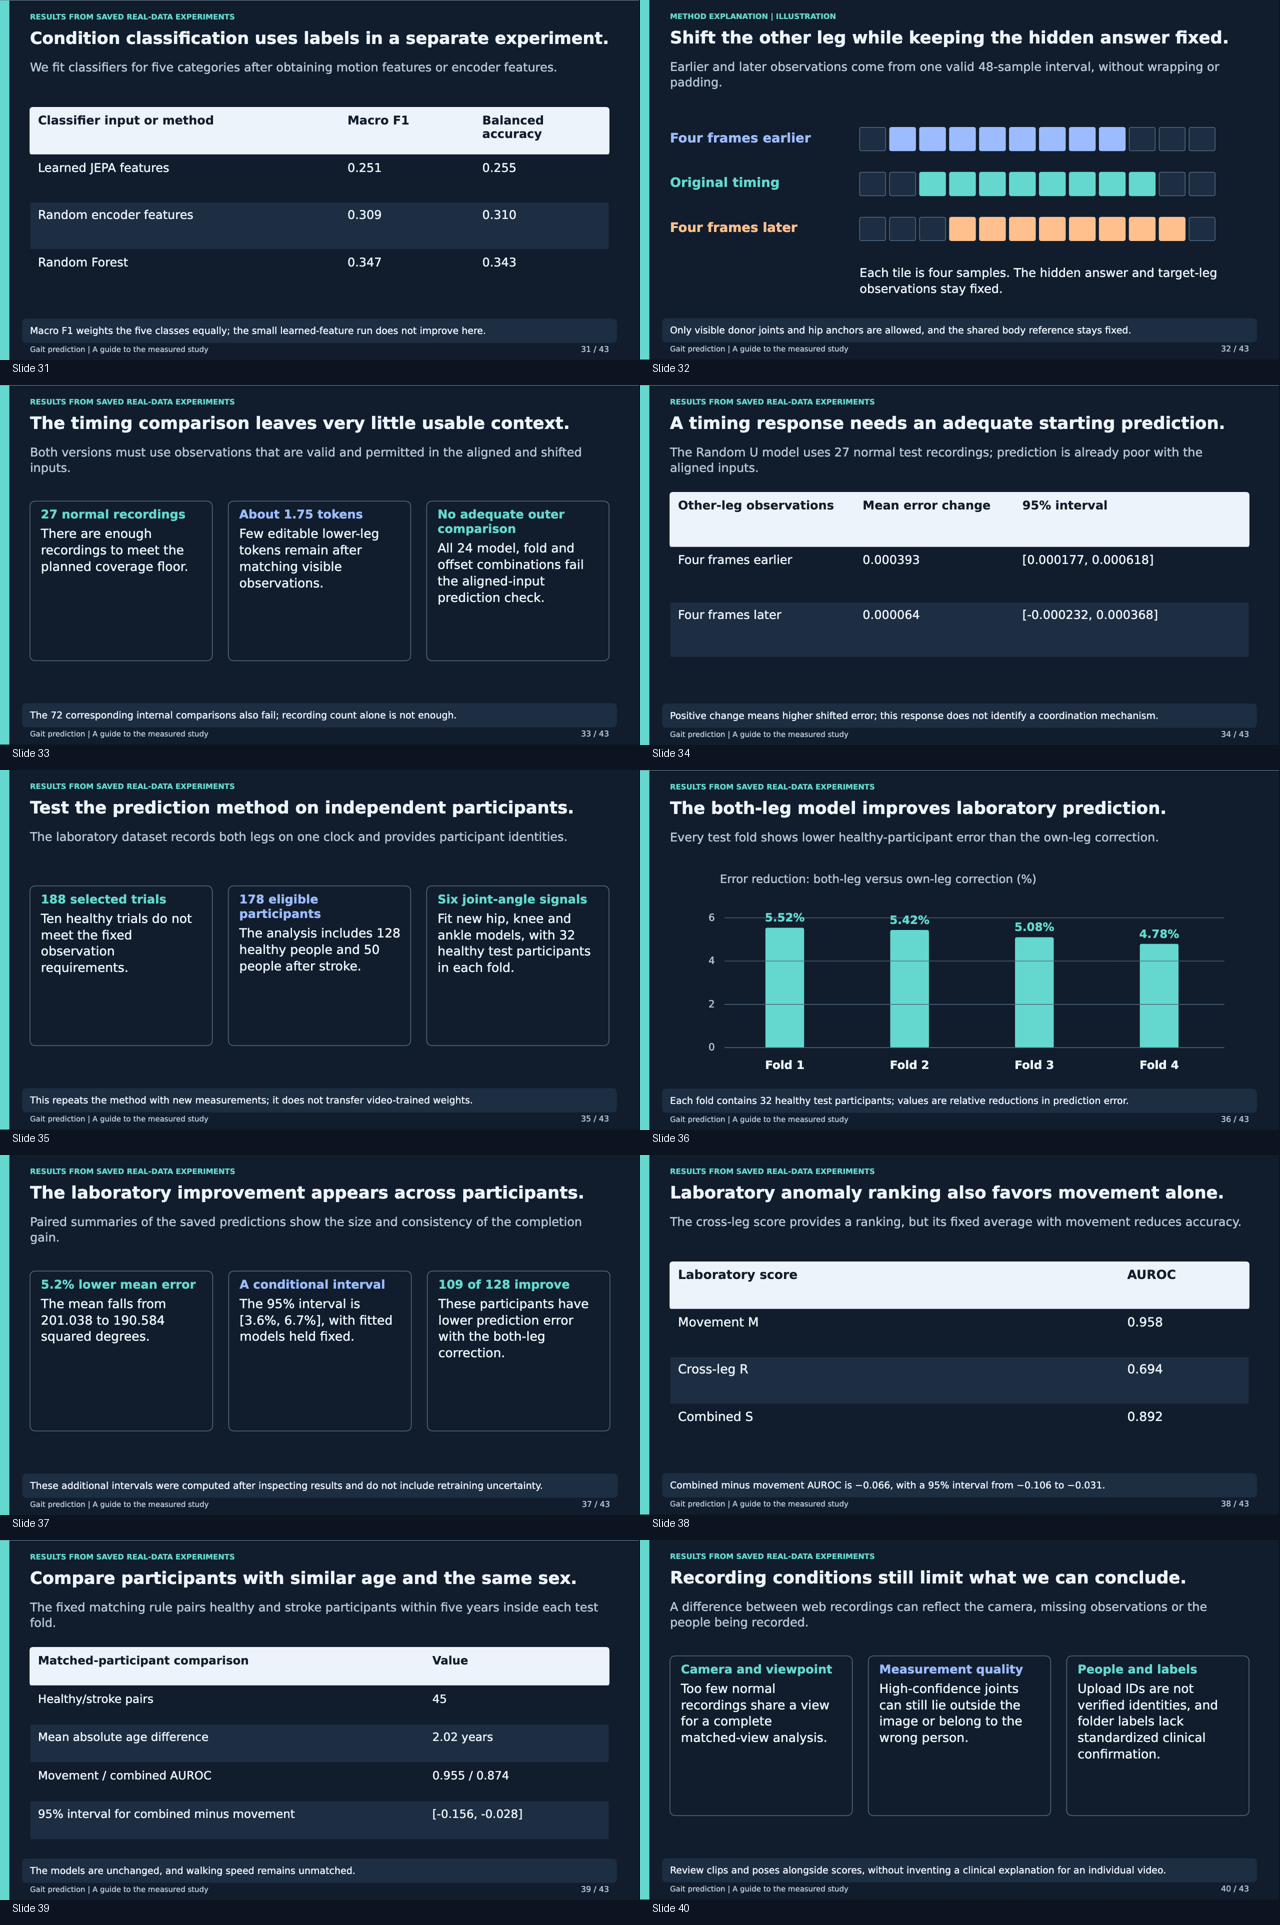 RESULTS FROM SAVED REAL-DATA EXPERIMENTS
Condition classification uses labels in a separate experiment.
We fit classifiers for five categories after obtaining motion features or encoder features.
Classifier input or method
Macro F1
Balanced
accuracy
Learned JEPA features
0.251
0.255
Random encoder features
0.309
0.310
Random Forest
0.347
0.343
Macro F1 weights the five classes equally; the small learned-feature run does not improve here.
Gait prediction | A guide to the measured study
31 / 43
Slide 31
METHOD EXPLANATION | ILLUSTRATION
Shift the other leg while keeping the hidden answer fixed.
Earlier and later observations come from one valid 48-sample interval, without wrapping or
padding.
Four frames earlier
Original timing
Four frames later
Each tile is four samples. The hidden answer and target-leg
observations stay fixed.
Only visible donor joints and hip anchors are allowed, and the shared body reference stays fixed.
Gait prediction | A guide to the measured study
32 / 43
Slide 32
RESULTS FROM SAVED REAL-DATA EXPERIMENTS
The timing comparison leaves very little usable context.
Both versions must use observations that are valid and permitted in the aligned and shifted
inputs.
27 normal recordings
There are enough
recordings to meet the
planned coverage floor.
About 1.75 tokens
Few editable lower-leg
tokens remain after
matching visible
observations.
No adequate outer
comparison
All 24 model, fold and
offset combinations fail
the aligned-input
prediction check.
The 72 corresponding internal comparisons also fail; recording count alone is not enough.
Gait prediction | A guide to the measured study
33 / 43
Slide 33
RESULTS FROM SAVED REAL-DATA EXPERIMENTS
A timing response needs an adequate starting prediction.
The Random U model uses 27 normal test recordings; prediction is already poor with the
aligned inputs.
Other-leg observations
Mean error change
95% interval
Four frames earlier
0.000393
[0.000177, 0.000618]
Four frames later
0.000064
[-0.000232, 0.000368]
Positive change means higher shifted error; this response does not identify a coordination mechanism.
Gait prediction | A guide to the measured study
34 / 43
Slide 34
RESULTS FROM SAVED REAL-DATA EXPERIMENTS
Test the prediction method on independent participants.
The laboratory dataset records both legs on one clock and provides participant identities.
188 selected trials
Ten healthy trials do not
meet the fixed
observation
requirements.
178 eligible
participants
The analysis includes 128
healthy people and 50
people after stroke.
Six joint-angle signals
Fit new hip, knee and
ankle models, with 32
healthy test participants
in each fold.
This repeats the method with new measurements; it does not transfer video-trained weights.
Gait prediction | A guide to the measured study
35 / 43
Slide 35
RESULTS FROM SAVED REAL-DATA EXPERIMENTS
The both-leg model improves laboratory prediction.
Every test fold shows lower healthy-participant error than the own-leg correction.
Error reduction: both-leg versus own-leg correction (%)
6
4
2
0
5.52%
5.42%
5.08%
4.78%
Fold 1
Fold 2
Fold 3
Fold 4
Each fold contains 32 healthy test participants; values are relative reductions in prediction error.
Gait prediction | A guide to the measured study
36 / 43
Slide 36
RESULTS FROM SAVED REAL-DATA EXPERIMENTS
The laboratory improvement appears across participants.
Paired summaries of the saved predictions show the size and consistency of the completion
gain.
5.2% lower mean error
The mean falls from
201.038 to 190.584
squared degrees.
A conditional interval
The 95% interval is
[3.6%, 6.7%], with fitted
models held fixed.
109 of 128 improve
These participants have
lower prediction error
with the both-leg
correction.
These additional intervals were computed after inspecting results and do not include retraining uncertainty.
Gait prediction | A guide to the measured study
37 / 43
Slide 37
RESULTS FROM SAVED REAL-DATA EXPERIMENTS
Laboratory anomaly ranking also favors movement alone.
The cross-leg score provides a ranking, but its fixed average with movement reduces accuracy.
Laboratory score
AUROC
Movement M
0.958
Cross-leg R
0.694
Combined S
0.892
Combined minus movement AUROC is −0.066, with a 95% interval from −0.106 to −0.031.
Gait prediction | A guide to the measured study
38 / 43
Slide 38
RESULTS FROM SAVED REAL-DATA EXPERIMENTS
Compare participants with similar age and the same sex.
The fixed matching rule pairs healthy and stroke participants within five years inside each test
fold.
Matched-participant comparison
Value
Healthy/stroke pairs
45
Mean absolute age difference
2.02 years
Movement / combined AUROC
0.955 / 0.874
95% interval for combined minus movement
[-0.156, -0.028]
The models are unchanged, and walking speed remains unmatched.
Gait prediction | A guide to the measured study
39 / 43
Slide 39
RESULTS FROM SAVED REAL-DATA EXPERIMENTS
Recording conditions still limit what we can conclude.
A difference between web recordings can reflect the camera, missing observations or the
people being recorded.
Camera and viewpoint
Too few normal
recordings share a view
for a complete
matched-view analysis.
Measurement quality
High-confidence joints
can still lie outside the
image or belong to the
wrong person.
People and labels
Upload IDs are not
verified identities, and
folder labels lack
standardized clinical
confirmation.
Review clips and poses alongside scores, without inventing a clinical explanation for an individual video.
Gait prediction | A guide to the measured study
40 / 43
Slide 40